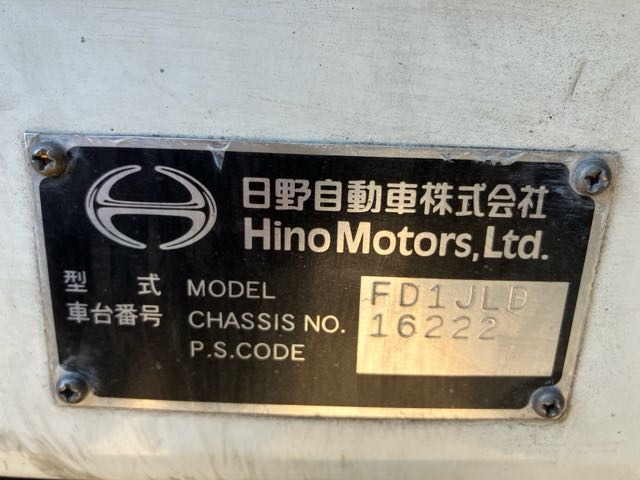 日野自動車株式会社
Hino Motors, Ltd.
型 式 MODEL FD1JLD
車台番号 CHASSIS NO. 16222
P.S.CODE